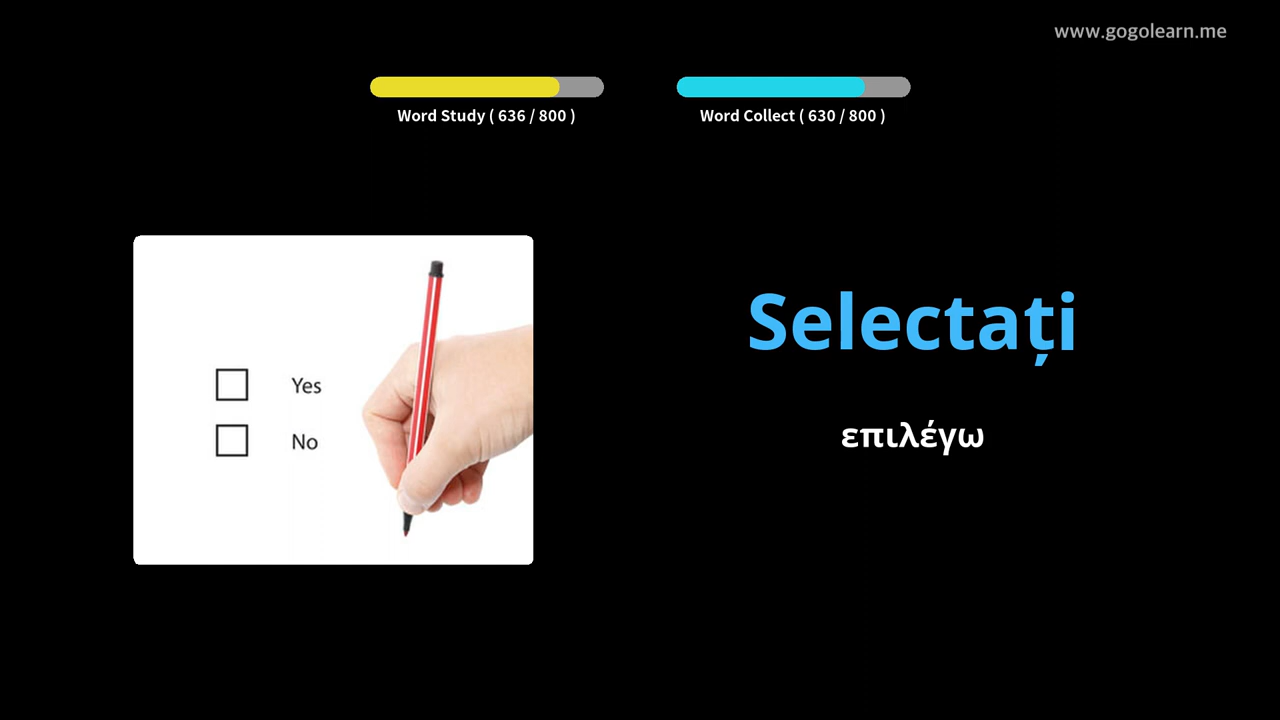 www.gogolearn.me
Word Study ( 636 / 800 )
Word Collect ( 630 / 800 )
Selectați
επιλέγω
Yes
No